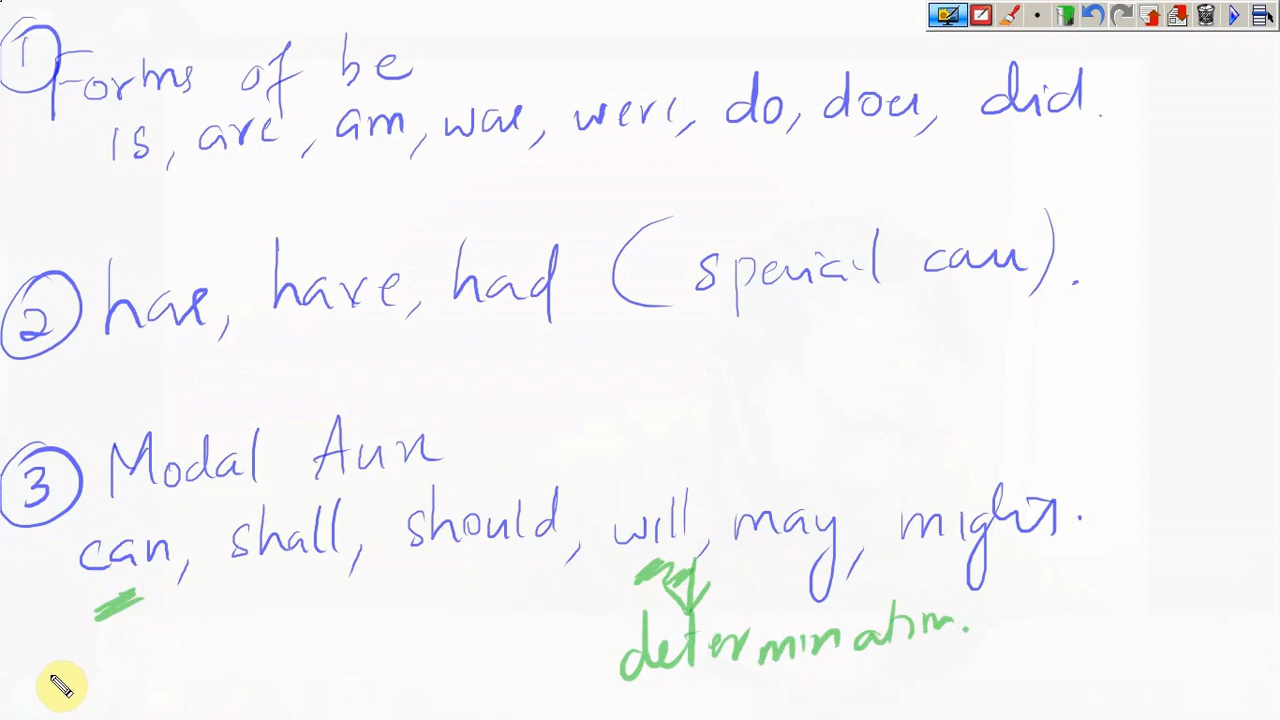 ① Forms of be
is, are, am, was, were, do, does, did.
② has, have, had (special case).
③ Modal Aux
can, shall, should, will, may, might.
determination.